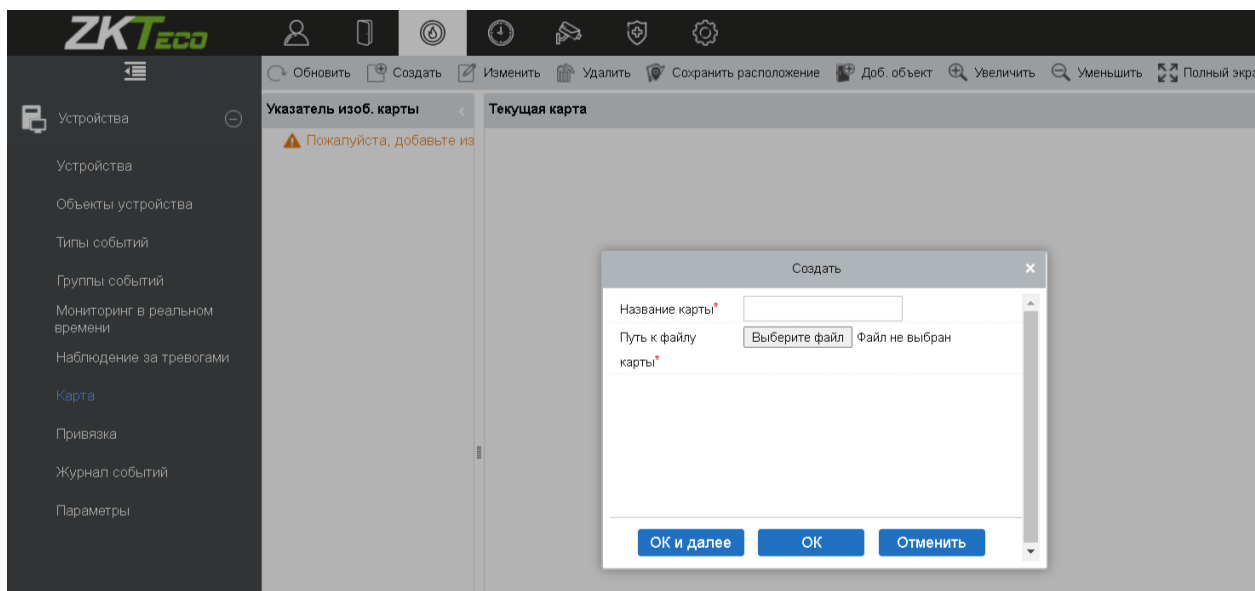 ZKTeco
Обновить Создать Изменить Удалить Сохранить расположение Доб. объект Увеличить Уменьшить Полный экра
Устройства
Указатель изоб. карты
Текущая карта
Пожалуйста, добавьте из
Устройства
Объекты устройства
Типы событий
Группы событий
Мониторинг в реальном
времени
Наблюдение за тревогами
Карта
Привязка
Журнал событий
Параметры
Создать
Название карты*
Путь к файлу
карты*
Выберите файл Файл не выбран
ОК и далее ОК Отменить